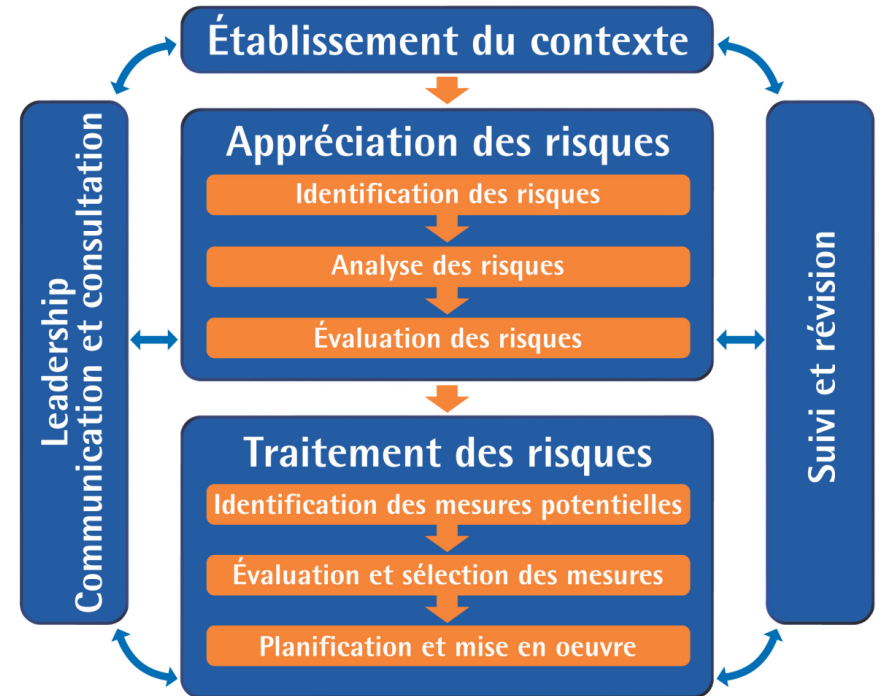 Établissement du contexte
Leadership
Communication et consultation
Appréciation des risques
Identification des risques
Analyse des risques
Évaluation des risques
Traitement des risques
Identification des mesures potentielles
Évaluation et sélection des mesures
Planification et mise en oeuvre
Suivi et révision